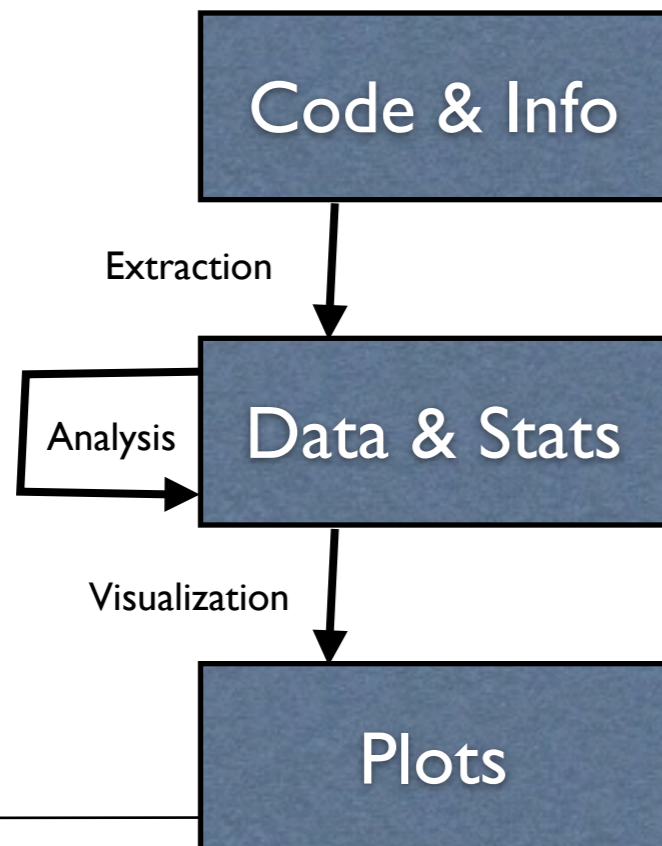 Code & Info
Extraction
Analysis
Data & Stats
Visualization
Plots